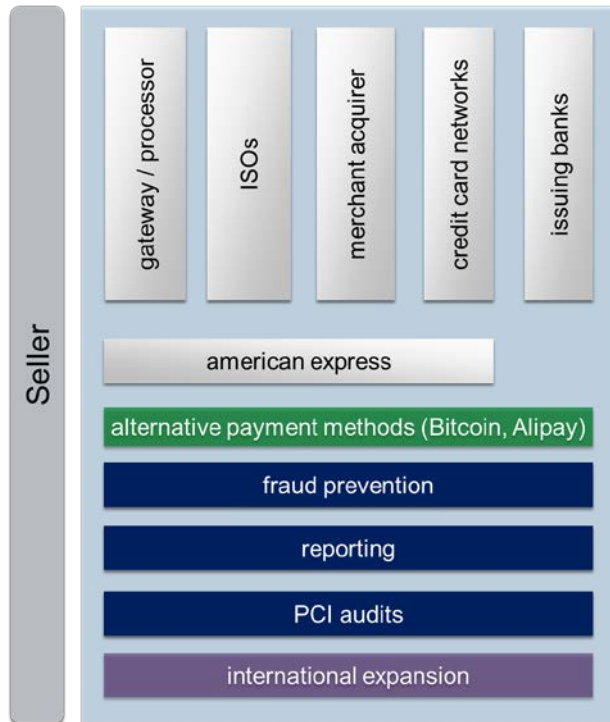 Seller
gateway / processor
ISOs
merchant acquirer
credit card networks
issuing banks
american express
alternative payment methods (Bitcoin, Alipay)
fraud prevention
reporting
PCI audits
international expansion